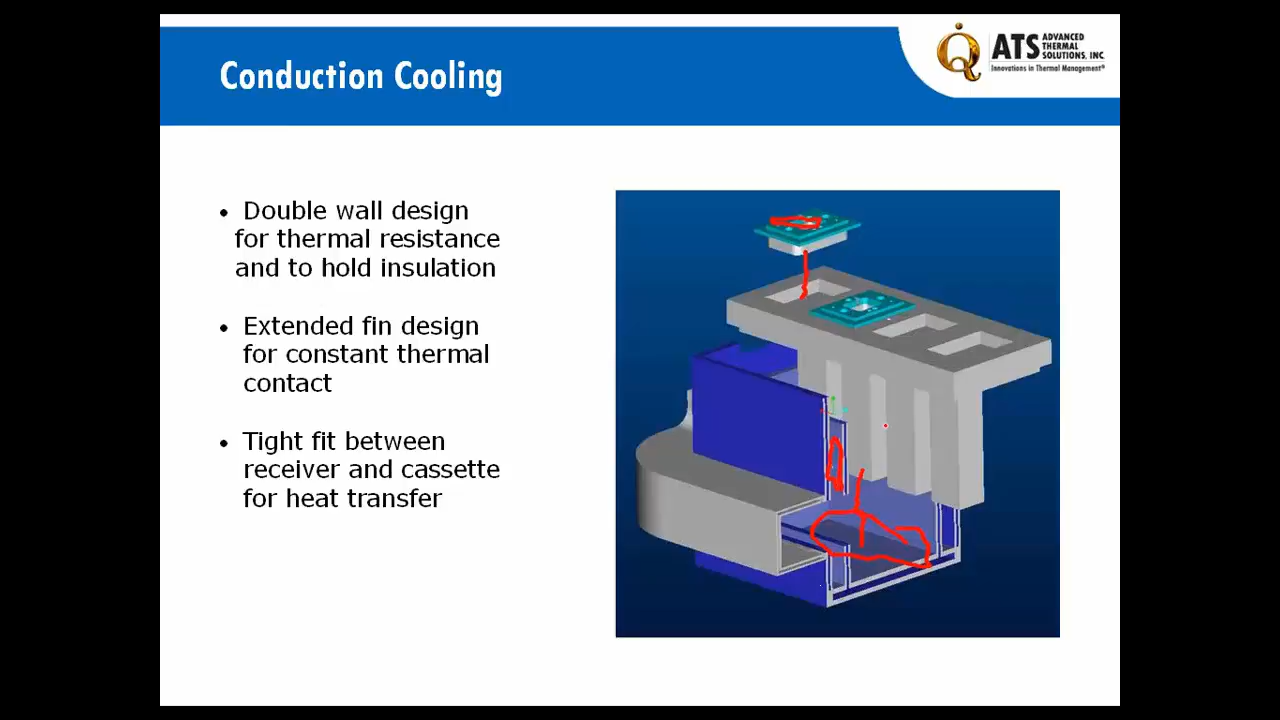 Conduction Cooling
ATS ADVANCED
THERMAL
SOLUTIONS, INC.
Innovations in Thermal Management®
• Double wall design
for thermal resistance
and to hold insulation
• Extended fin design
for constant thermal
contact
• Tight fit between
receiver and cassette
for heat transfer